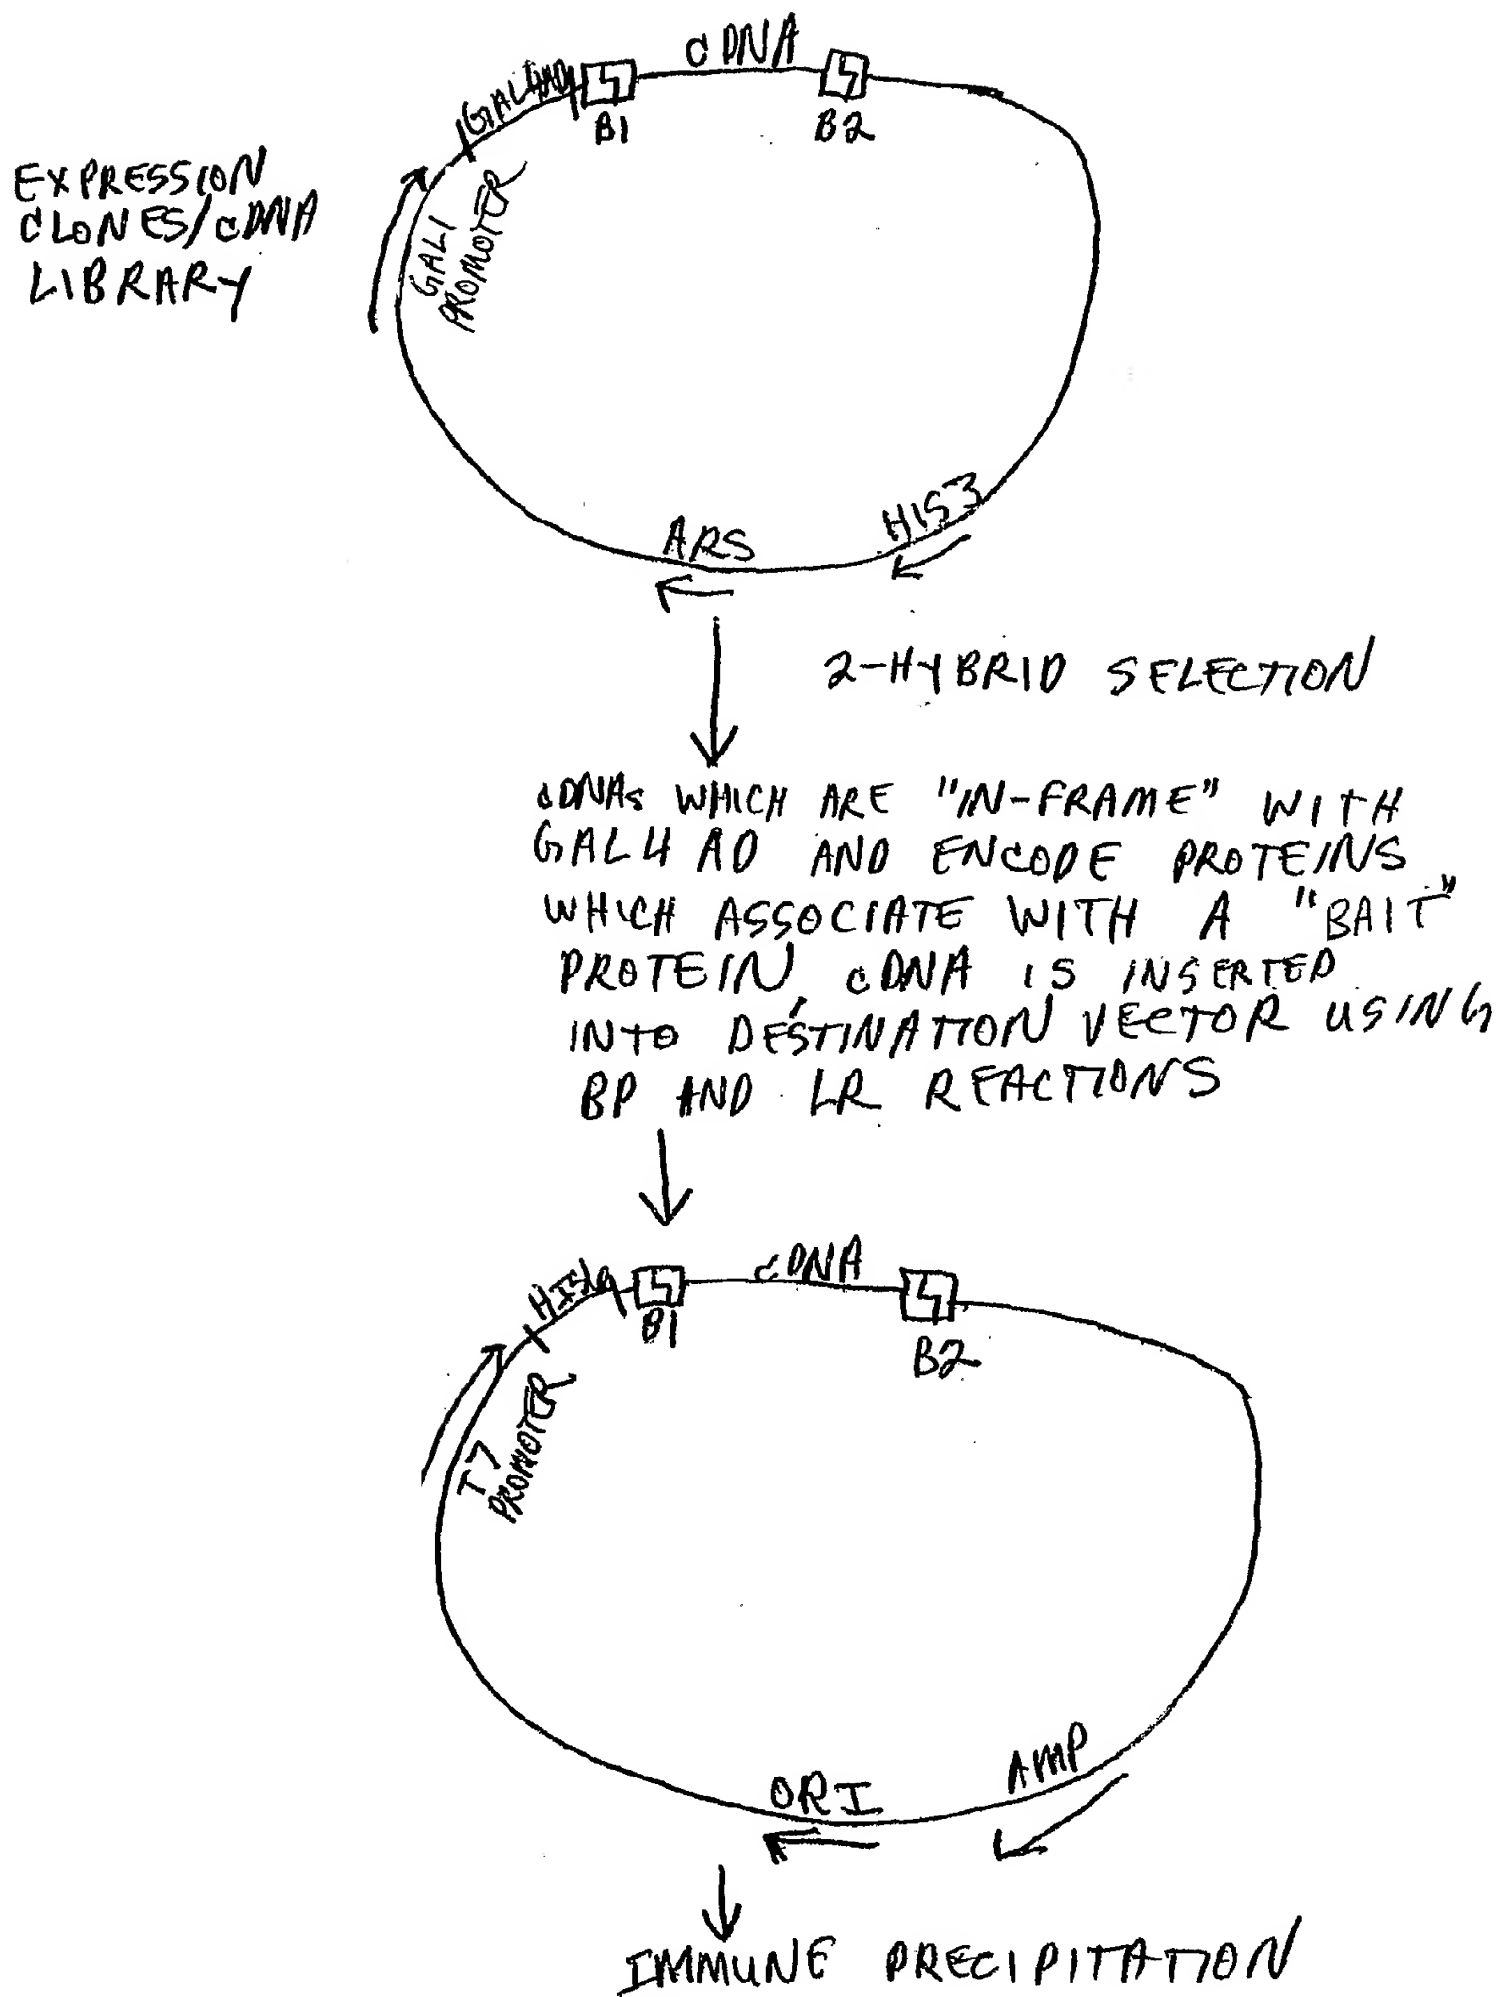 cDNA
GAL4AD
B1
B2
EXPRESSION
CLONES/cDNA
LIBRARY
GAL1
PROMOTER
HIS3
ARS
2-HYBRID SELECTION
cDNAs WHICH ARE "IN-FRAME" WITH
GAL4 AD AND ENCODE PROTEINS
WHICH ASSOCIATE WITH A "BAIT"
PROTEIN, cDNA IS INSERTED
INTO DESTINATION VECTOR USING
BP AND LR REACTIONS
cDNA
B1
B2
T7
PROMOTER
AMP
ORI
IMMUNE PRECIPITATION